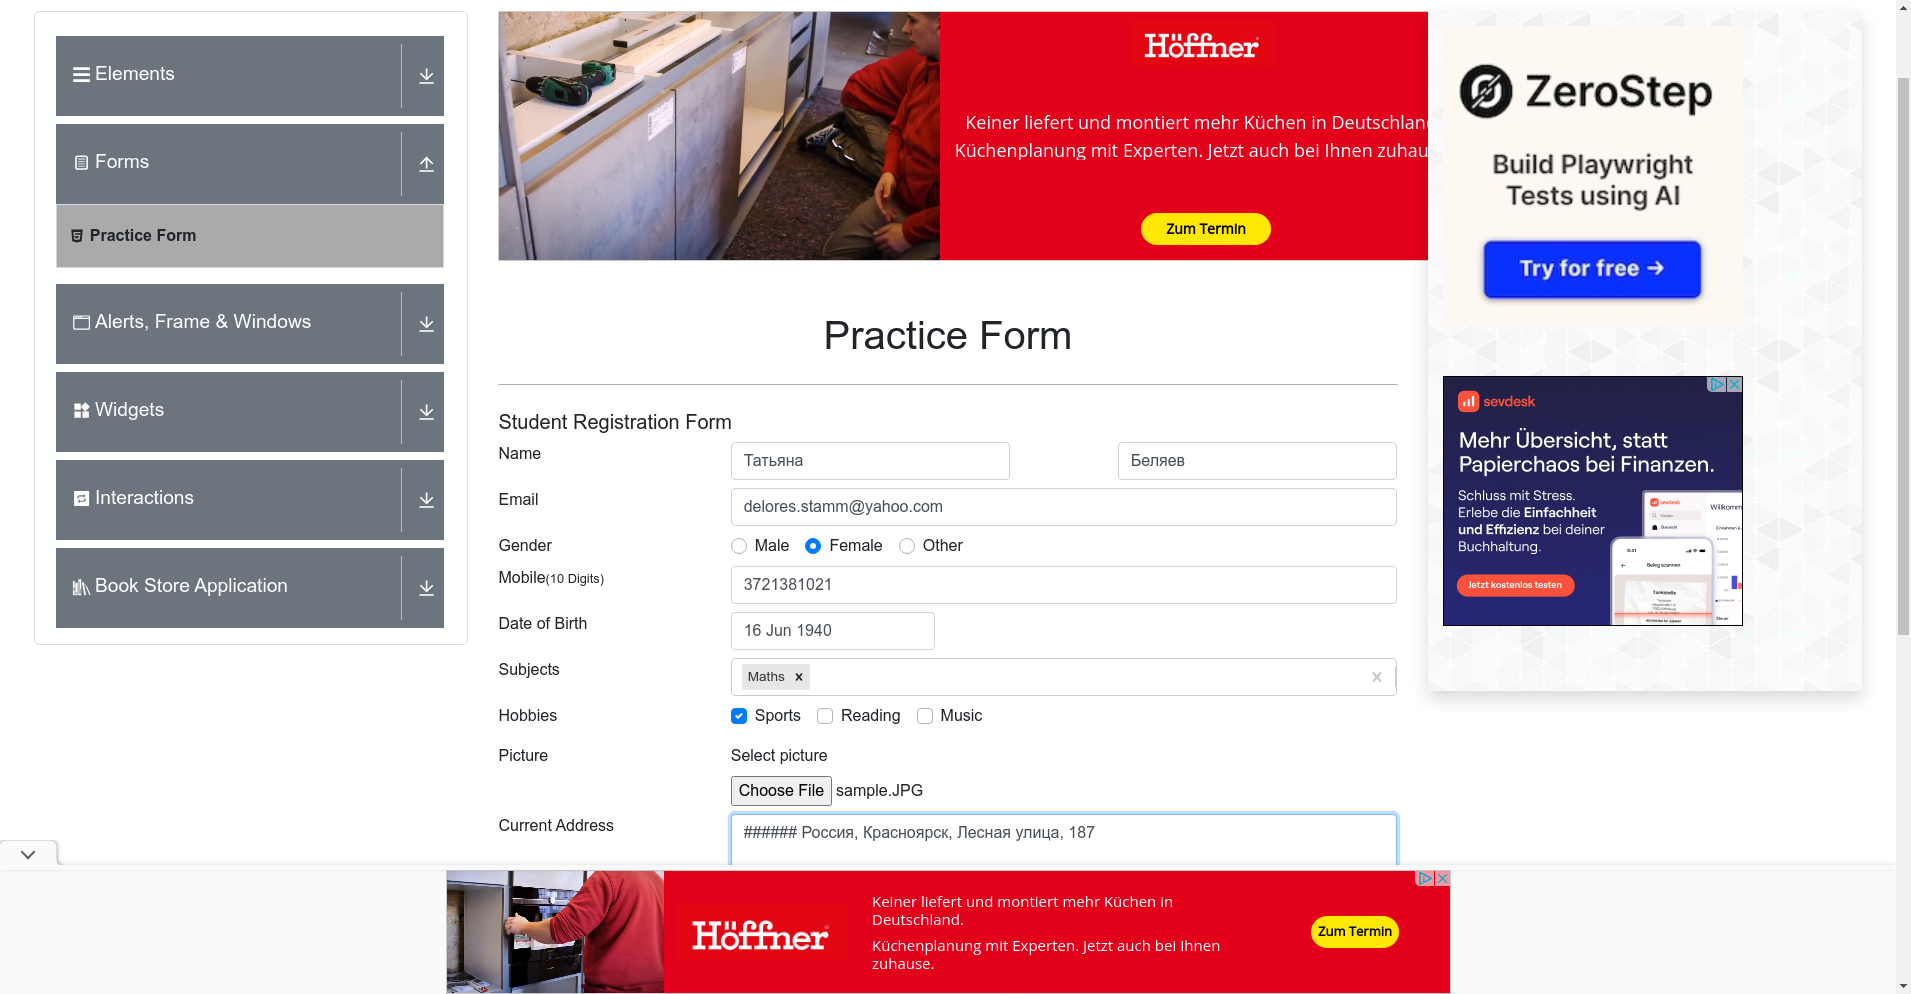 Elements
Forms
Practice Form
Alerts, Frame & Windows
Widgets
Interactions
Book Store Application
Höffner
Keiner liefert und montiert mehr Küchen in Deutschlan
Küchenplanung mit Experten. Jetzt auch bei Ihnen zuhau
Zum Termin
Practice Form
Student Registration Form
Name
Татьяна
Беляев
Email
delores.stamm@yahoo.com
Gender
Male
Female
Other
Mobile(10 Digits)
3721381021
Date of Birth
16 Jun 1940
Subjects
Maths
Hobbies
Sports
Reading
Music
Picture
Select picture
Choose File sample.JPG
Current Address
###### Россия, Красноярск, Лесная улица, 187
ZeroStep
Build Playwright
Tests using AI
Try for free →
sevdesk
Mehr Übersicht, statt
Papierchaos bei Finanzen.
Schluss mit Stress.
Erlebe die Einfachheit
und Effizienz bei deiner
Buchhaltung.
Jetzt kostenlos testen
sevdesk
Willkomm
Beleg scannen
Tankstelle
Höffner
Keiner liefert und montiert mehr Küchen in
Deutschland.
Küchenplanung mit Experten. Jetzt auch bei Ihnen
zuhause.
Zum Termin